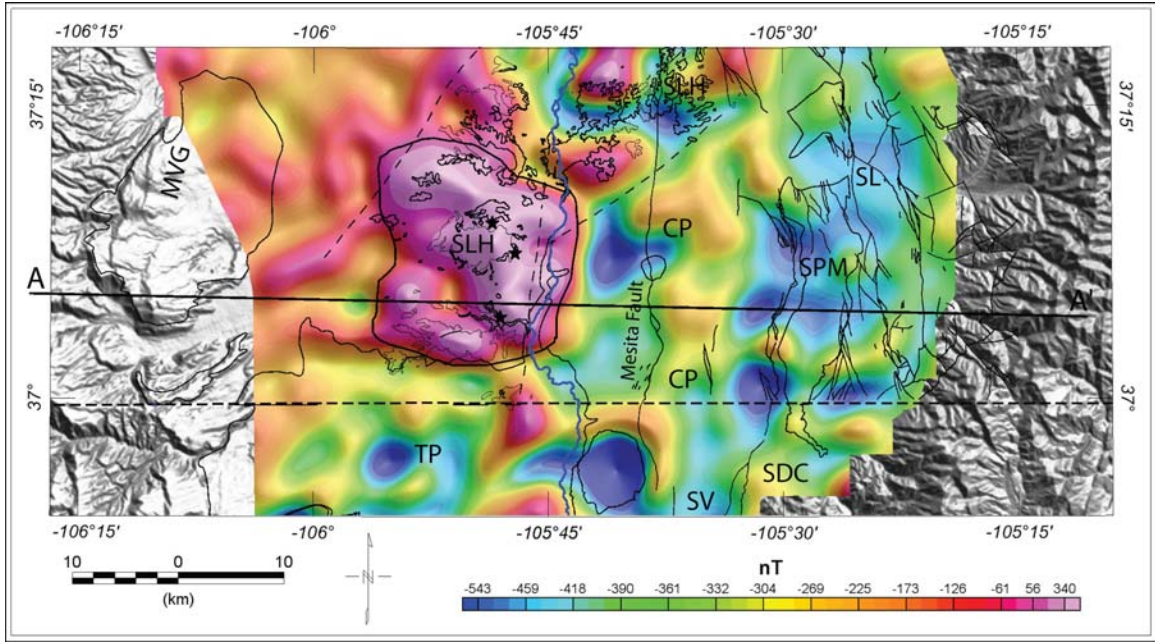 -106°15' -106° -105°45' -105°30' -105°15'
37°15' 37°15'
SLH
MVG
SL
CP
SLH
SPM
A A'
Mesita Fault
CP
37° 37°
TP
SDC
SV
-106°15' -106° -105°45' -105°30' -105°15'
10 0 10
(km)
N
nT
-543 -459 -418 -390 -361 -332 -304 -269 -225 -173 -126 -61 56 340